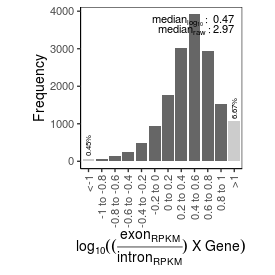 median_log10 : 0.47
median_raw : 2.97
4000
3000
2000
1000
0
Frequency
0.45%
6.67%
<-1
-1 to -0.8
-0.8 to -0.6
-0.6 to -0.4
-0.4 to -0.2
-0.2 to 0
0 to 0.2
0.2 to 0.4
0.4 to 0.6
0.6 to 0.8
0.8 to 1
>1
log10((exonRPKM/intronRPKM) X Gene)